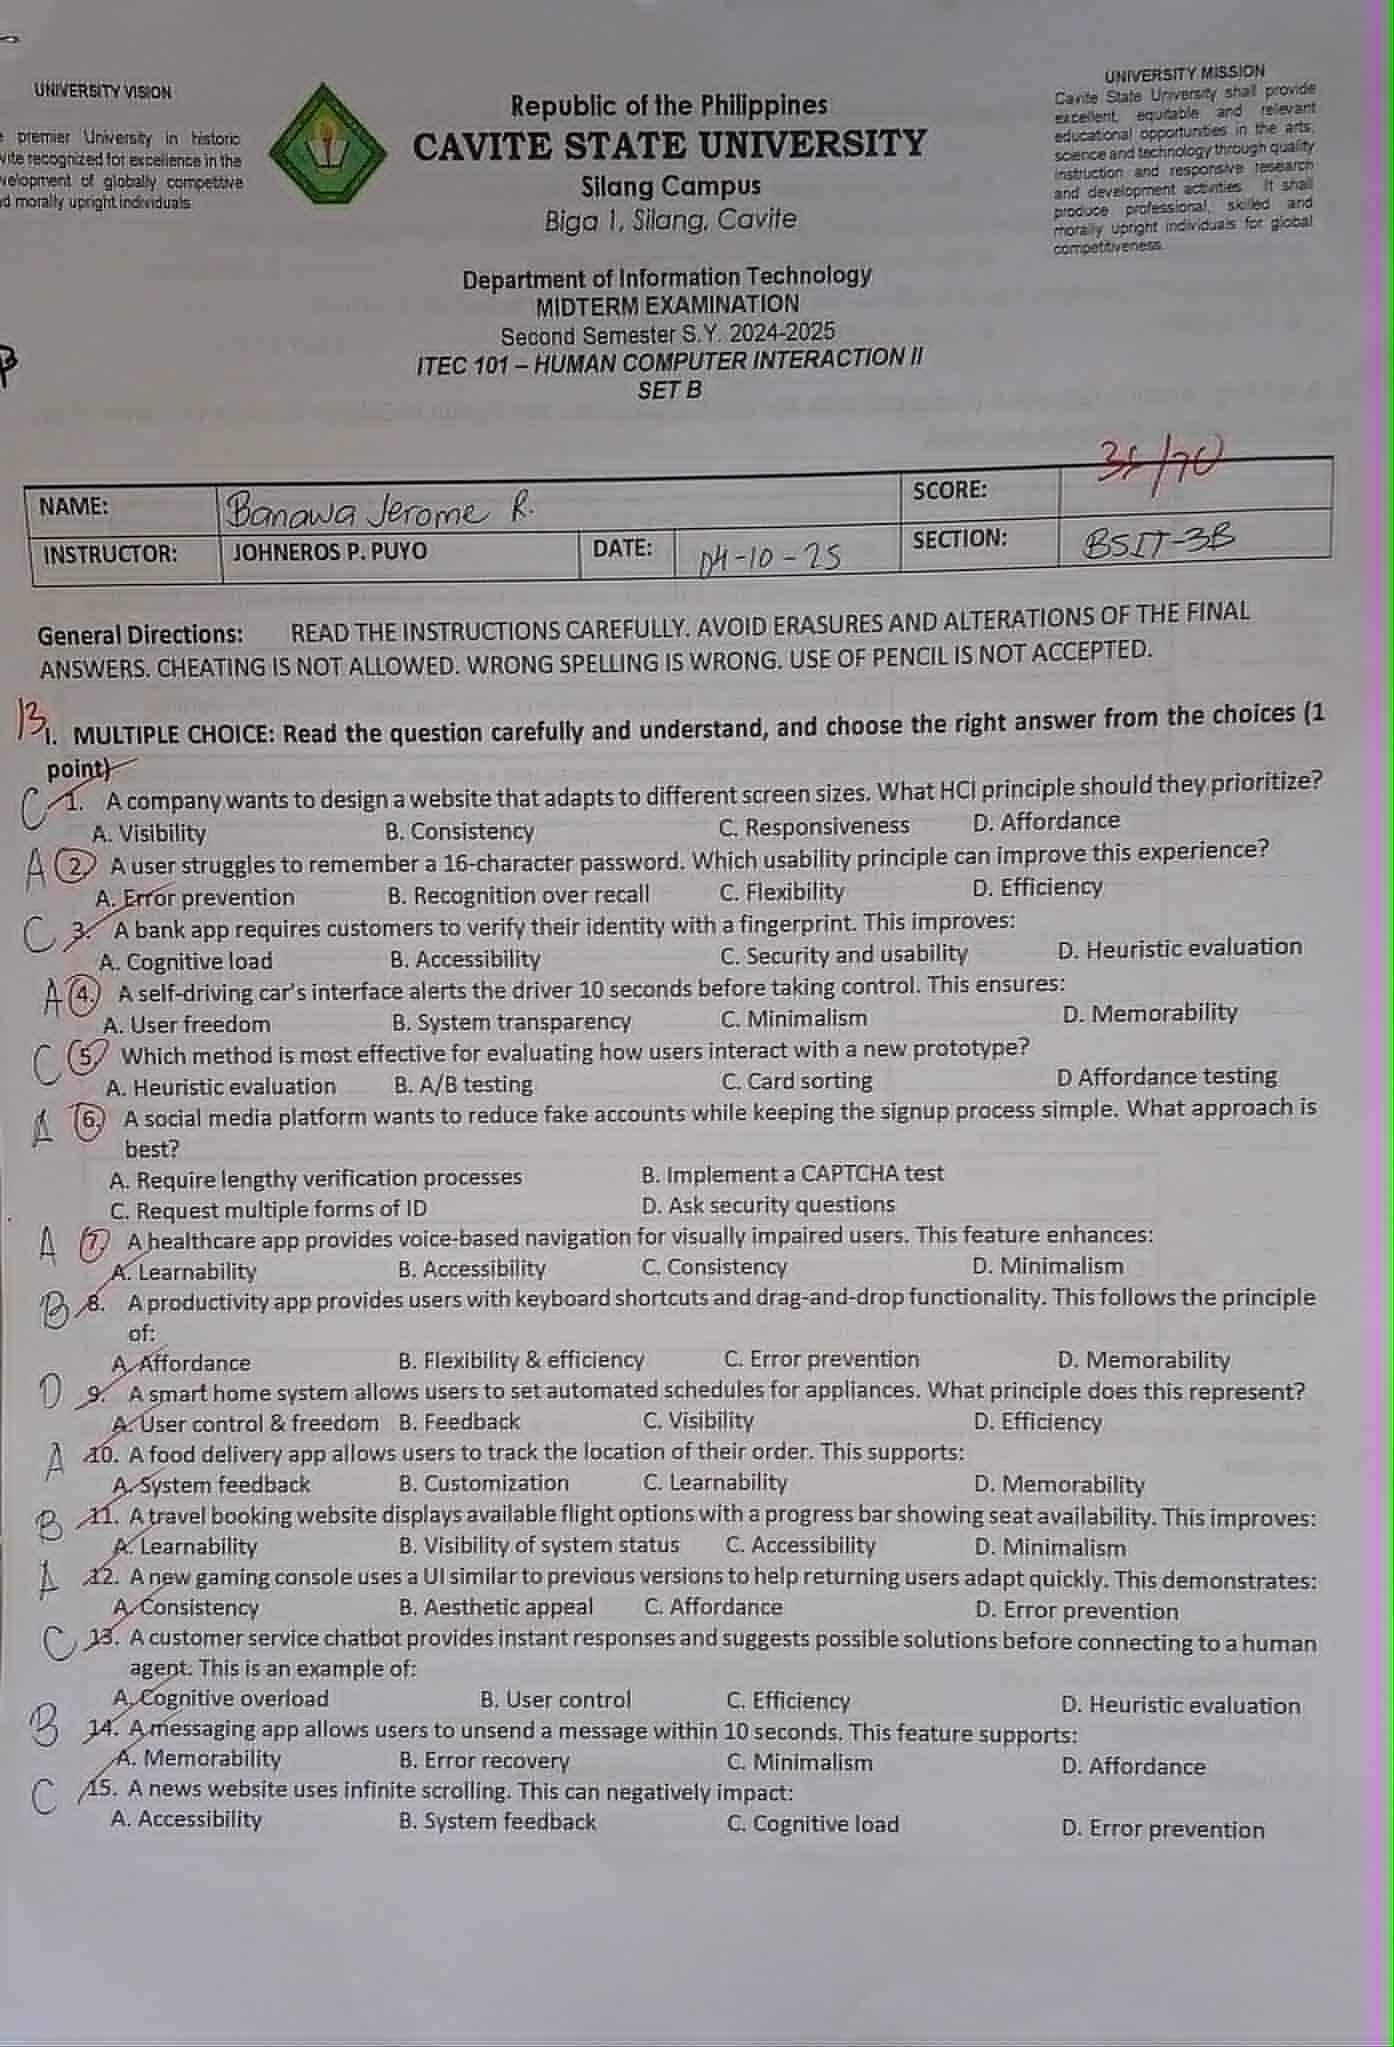 UNIVERSITY VISION
premier University in historic
recognized for excellence in the
of globally competitive
morally upright individuals
Republic of the Philippines
CAVITE STATE UNIVERSITY
Silang Campus
Biga 1, Silang, Cavite
UNIVERSITY MISSION
Cavite State University shall provide
excellent, equitable and relevant
educational opportunities in the arts,
science and technology through quality
instruction and responsive research
and development activities. It shall
produce professional, skilled and
morally upright individuals for global
competitiveness.
Department of Information Technology
MIDTERM EXAMINATION
Second Semester S.Y. 2024-2025
ITEC 101 – HUMAN COMPUTER INTERACTION II
SET B
NAME: Banawa Jerome R. SCORE: /70
INSTRUCTOR: JOHNEROS P. PUYO DATE: 04-10-25 SECTION: BSIT-3B
General Directions: READ THE INSTRUCTIONS CAREFULLY. AVOID ERASURES AND ALTERATIONS OF THE FINAL
ANSWERS. CHEATING IS NOT ALLOWED. WRONG SPELLING IS WRONG. USE OF PENCIL IS NOT ACCEPTED.
13 I. MULTIPLE CHOICE: Read the question carefully and understand, and choose the right answer from the choices (1
point)
C 1. A company wants to design a website that adapts to different screen sizes. What HCI principle should they prioritize?
A. Visibility B. Consistency C. Responsiveness D. Affordance
A 2. A user struggles to remember a 16-character password. Which usability principle can improve this experience?
A. Error prevention B. Recognition over recall C. Flexibility D. Efficiency
C 3. A bank app requires customers to verify their identity with a fingerprint. This improves:
A. Cognitive load B. Accessibility C. Security and usability D. Heuristic evaluation
A 4. A self-driving car's interface alerts the driver 10 seconds before taking control. This ensures:
A. User freedom B. System transparency C. Minimalism D. Memorability
C 5. Which method is most effective for evaluating how users interact with a new prototype?
A. Heuristic evaluation B. A/B testing C. Card sorting D Affordance testing
A 6. A social media platform wants to reduce fake accounts while keeping the signup process simple. What approach is
best?
A. Require lengthy verification processes B. Implement a CAPTCHA test
C. Request multiple forms of ID D. Ask security questions
A 7. A healthcare app provides voice-based navigation for visually impaired users. This feature enhances:
A. Learnability B. Accessibility C. Consistency D. Minimalism
B 8. A productivity app provides users with keyboard shortcuts and drag-and-drop functionality. This follows the principle
of:
A. Affordance B. Flexibility & efficiency C. Error prevention D. Memorability
D 9. A smart home system allows users to set automated schedules for appliances. What principle does this represent?
A. User control & freedom B. Feedback C. Visibility D. Efficiency
A 10. A food delivery app allows users to track the location of their order. This supports:
A. System feedback B. Customization C. Learnability D. Memorability
B 11. A travel booking website displays available flight options with a progress bar showing seat availability. This improves:
A. Learnability B. Visibility of system status C. Accessibility D. Minimalism
A 12. A new gaming console uses a UI similar to previous versions to help returning users adapt quickly. This demonstrates:
A. Consistency B. Aesthetic appeal C. Affordance D. Error prevention
C 13. A customer service chatbot provides instant responses and suggests possible solutions before connecting to a human
agent. This is an example of:
A. Cognitive overload B. User control C. Efficiency D. Heuristic evaluation
B 14. A messaging app allows users to unsend a message within 10 seconds. This feature supports:
A. Memorability B. Error recovery C. Minimalism D. Affordance
C 15. A news website uses infinite scrolling. This can negatively impact:
A. Accessibility B. System feedback C. Cognitive load D. Error prevention